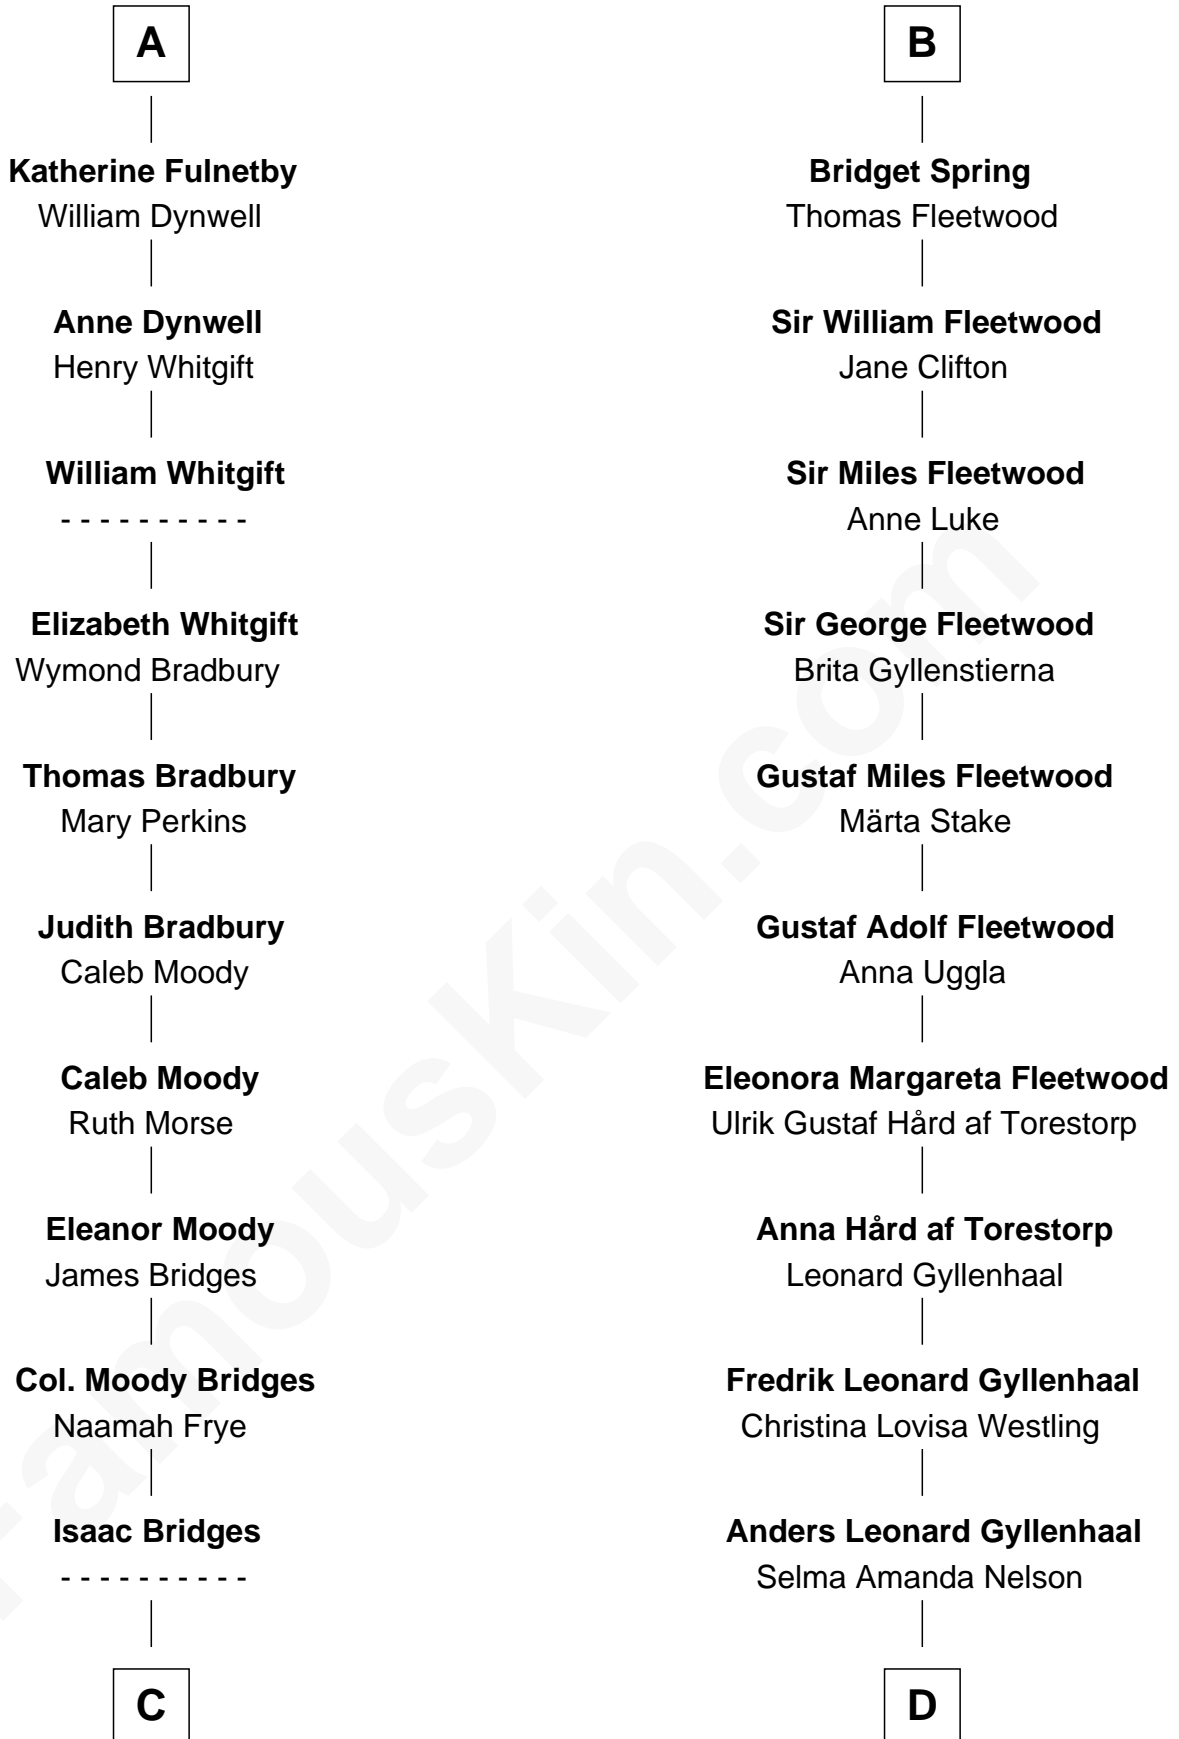 A
Katherine Fulnetby
William Dynwell
Anne Dynwell
Henry Whitgift
William Whitgift
- - - - - - - - - -
Elizabeth Whitgift
Wymond Bradbury
Thomas Bradbury
Mary Perkins
Judith Bradbury
Caleb Moody
Caleb Moody
Ruth Morse
Eleanor Moody
James Bridges
Col. Moody Bridges
Naamah Frye
Isaac Bridges
- - - - - - - - - -
C
B
Bridget Spring
Thomas Fleetwood
Sir William Fleetwood
Jane Clifton
Sir Miles Fleetwood
Anne Luke
Sir George Fleetwood
Brita Gyllenstierna
Gustaf Miles Fleetwood
Märta Stake
Gustaf Adolf Fleetwood
Anna Uggla
Eleonora Margareta Fleetwood
Ulrik Gustaf Hård af Torestorp
Anna Hård af Torestorp
Leonard Gyllenhaal
Fredrik Leonard Gyllenhaal
Christina Lovisa Westling
Anders Leonard Gyllenhaal
Selma Amanda Nelson
D
FamousKin.com